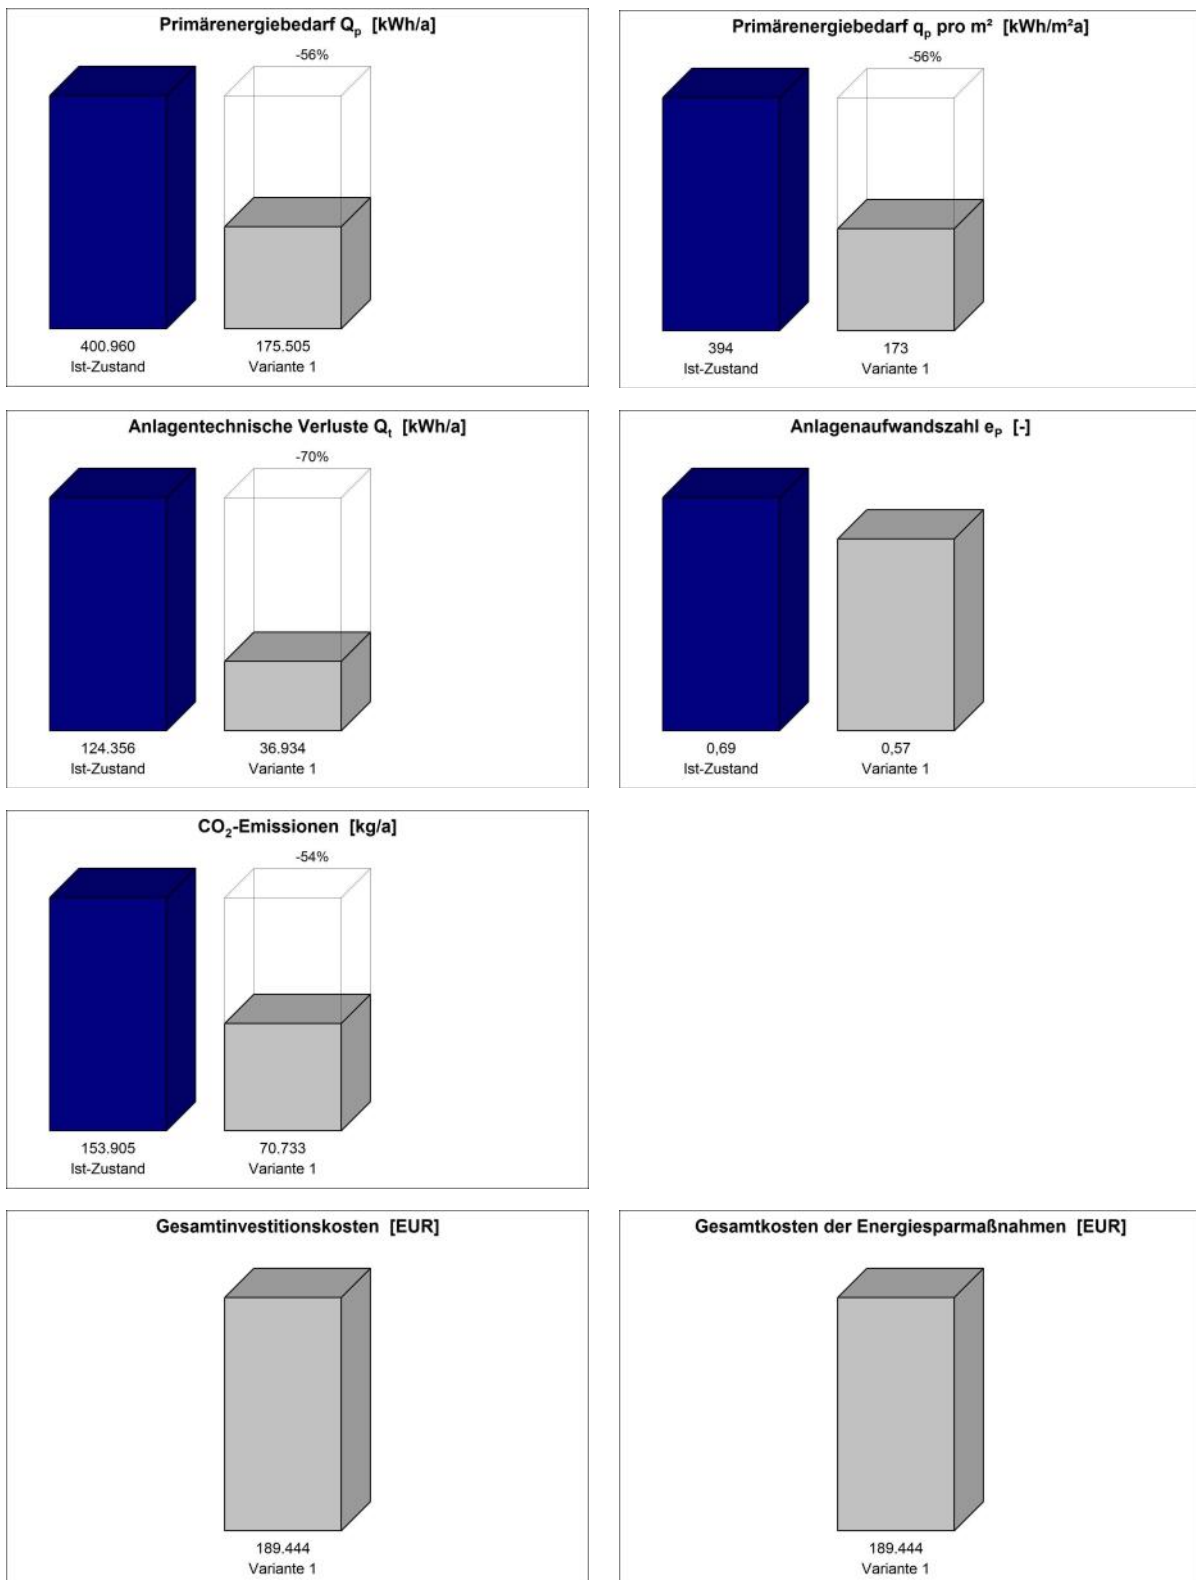 Primärenergiebedarf Qp [kWh/a]
-56%
400.960 175.505
Ist-Zustand Variante 1
Primärenergiebedarf qp pro m² [kWh/m²a]
-56%
394 173
Ist-Zustand Variante 1
Anlagentechnische Verluste Qt [kWh/a]
-70%
124.356 36.934
Ist-Zustand Variante 1
Anlagenaufwandszahl eP [-]
0,69 0,57
Ist-Zustand Variante 1
CO₂-Emissionen [kg/a]
-54%
153.905 70.733
Ist-Zustand Variante 1
Gesamtinvestitionskosten [EUR]
189.444
Variante 1
Gesamtkosten der Energiesparmaßnahmen [EUR]
189.444
Variante 1